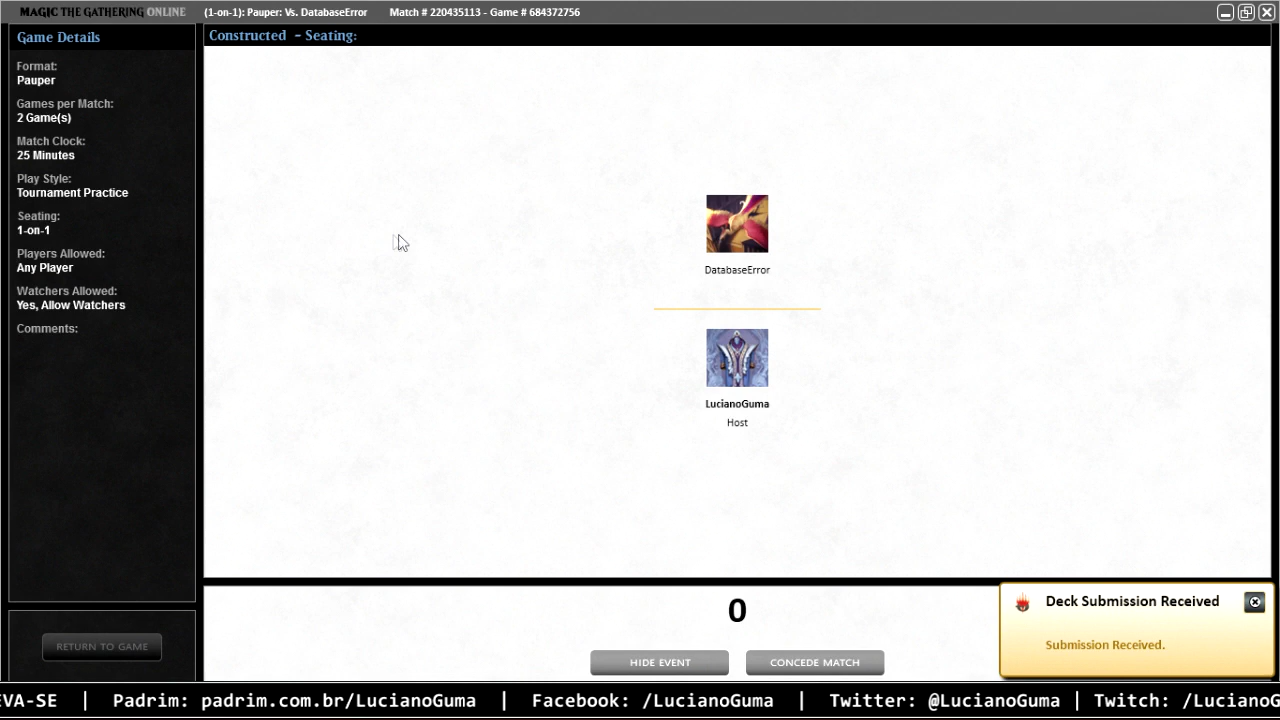 MAGIC THE GATHERING ONLINE (1-on-1): Pauper: Vs. DatabaseError Match # 220435113 - Game # 684372756
Game Details
Format:
Pauper
Games per Match:
2 Game(s)
Match Clock:
25 Minutes
Play Style:
Tournament Practice
Seating:
1-on-1
Players Allowed:
Any Player
Watchers Allowed:
Yes, Allow Watchers
Comments:
RETURN TO GAME
Constructed - Seating:
DatabaseError
LucianoGuma
Host
0
HIDE EVENT CONCEDE MATCH
Deck Submission Received
Submission Received.
EVA-SE | Padrim: padrim.com.br/LucianoGuma | Facebook: /LucianoGuma | Twitter: @LucianoGuma | Twitch: /LucianoG